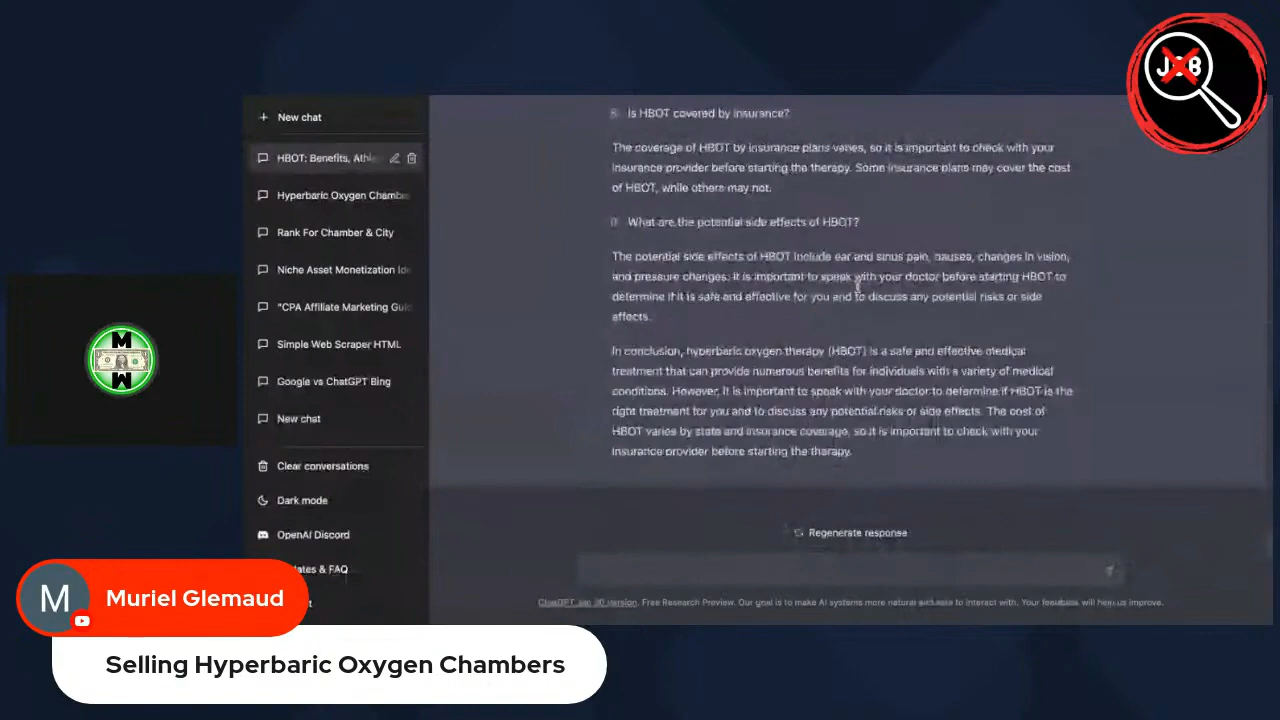 JOB
New chat
HBOT: Benefits, Athl
Hyperbaric Oxygen Chambe
Rank For Chamber & City
Niche Asset Monetization Id
"CPA Affiliate Marketing Gui
Simple Web Scraper HTML
Google vs ChatGPT Bing
New chat
Clear conversations
Dark mode
OpenAI Discord
ates & FAQ
t
Is HBOT covered by insurance?
The coverage of HBOT by insurance plans varies, so it is important to check with your
insurance provider before starting the therapy. Some insurance plans may cover the cost
of HBOT, while others may not.
What are the potential side effects of HBOT?
The potential side effects of HBOT include ear and sinus pain, nausea, changes in vision,
and pressure changes. It is important to speak with your doctor before starting HBOT to
determine if it is safe and effective for you and to discuss any potential risks or side
effects.
In conclusion, hyperbaric oxygen therapy (HBOT) is a safe and effective medical
treatment that can provide numerous benefits for individuals with a variety of medical
conditions. However, it is important to speak with your doctor to determine if HBOT is the
right treatment for you and to discuss any potential risks or side effects. The cost of
HBOT varies by state and insurance coverage, so it is important to check with your
insurance provider before starting the therapy.
Regenerate response
ChatGPT Jan 30 Version. Free Research Preview. Our goal is to make AI systems more natural and safe to interact with. Your feedback will help us improve.
M
M
M
Muriel Glemaud
Selling Hyperbaric Oxygen Chambers